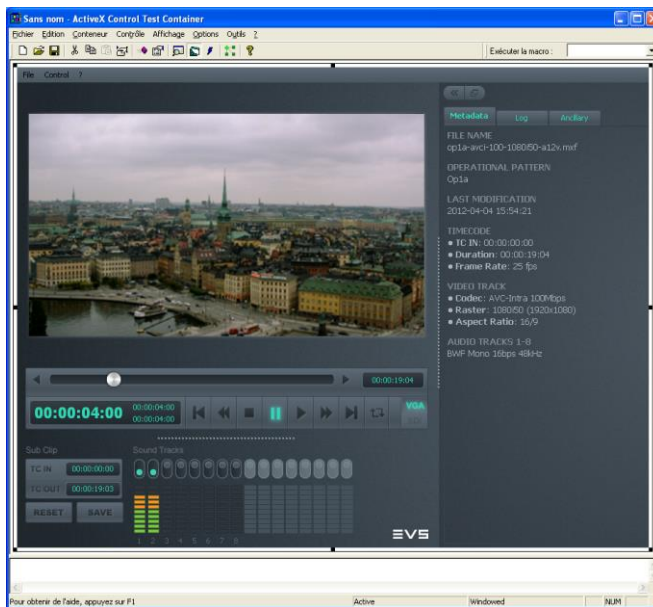 Sans nom - ActiveX Control Test Container
Fichier Edition Conteneur Contrôle Affichage Options Outils ?
Exécuter la macro :
File Control ?
Metadata Log Ancillary
FILE NAME
op1a-avci-100-1080i50-a12v.mxf
OPERATIONAL PATTERN
Op1a
LAST MODIFICATION
2012-04-04 15:54:21
TIMECODE
TC IN: 00:00:00:00
Duration: 00:00:19:04
Frame Rate: 25 fps
VIDEO TRACK
Codec: AVC-Intra 100Mbps
Raster: 1080i50 (1920x1080)
Aspect Ratio: 16/9
AUDIO TRACKS 1-8
BWF Mono 16bps 48kHz
00:00:19:04
00:00:04:00
00:00:04:00
00:00:04:00
VGA
Sub Clip
Sound Tracks
TC IN 00:00:00:00
TC OUT 00:00:19:03
RESET SAVE
1 2 3 4 5 6 7 8
EVS
Pour obtenir de l'aide, appuyez sur F1
Active
Windowed
NUM